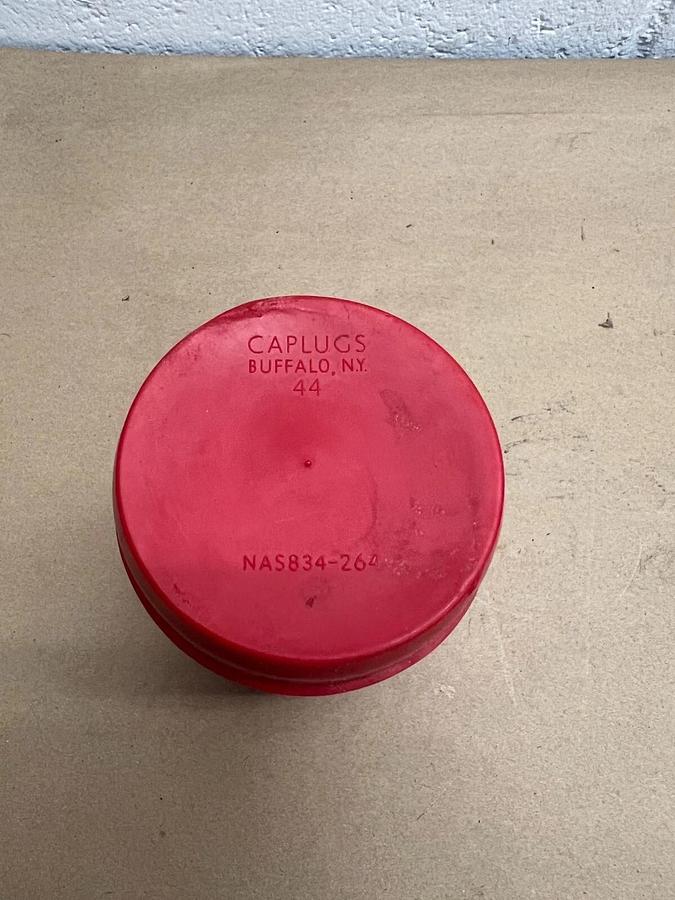 CAPLUGS
BUFFALO, N.Y.
44
NAS834-264